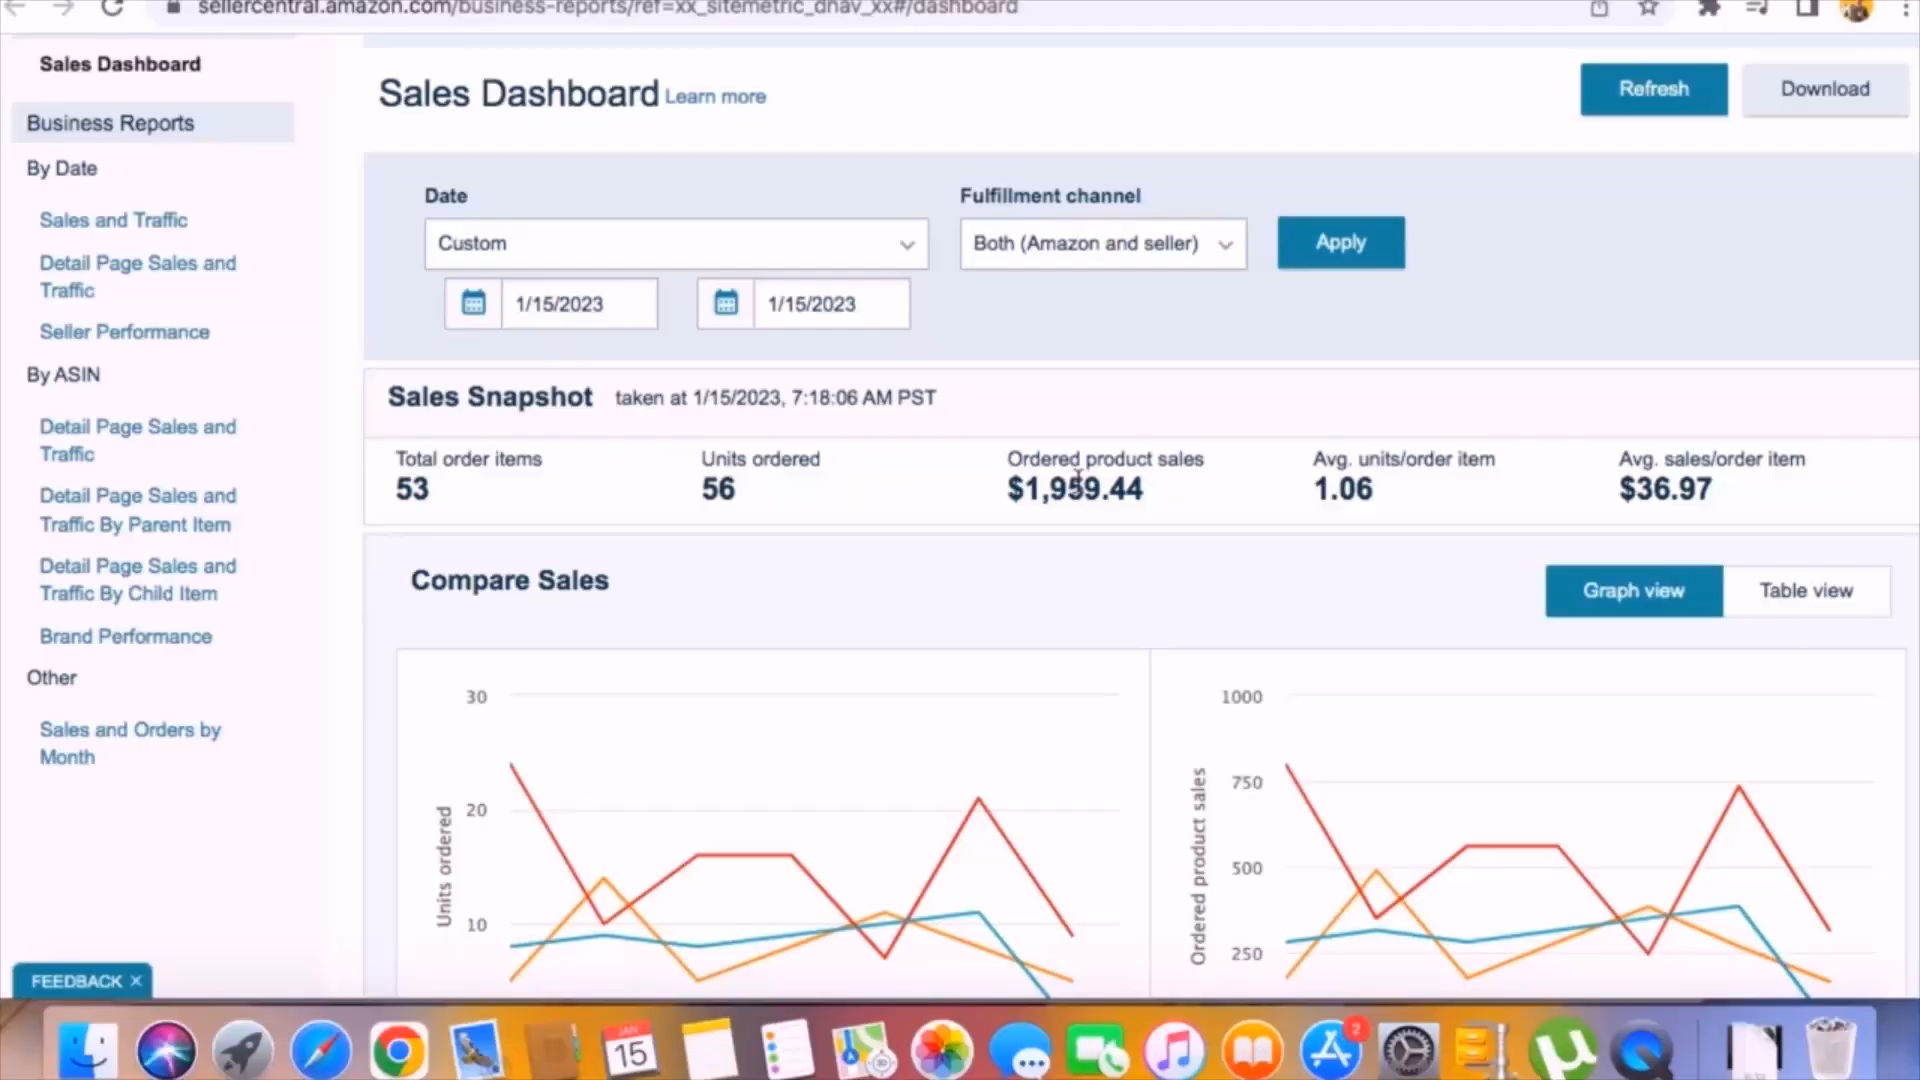 sellercentral.amazon.com/business-reports/ref=xx_sitemetric_dnav_xx#/dashboard
Sales Dashboard
Business Reports
By Date
Sales and Traffic
Detail Page Sales and
Traffic
Seller Performance
By ASIN
Detail Page Sales and
Traffic
Detail Page Sales and
Traffic By Parent Item
Detail Page Sales and
Traffic By Child Item
Brand Performance
Other
Sales and Orders by
Month
FEEDBACK ×
Sales Dashboard Learn more
Refresh
Download
Date
Fulfillment channel
Custom
Both (Amazon and seller)
Apply
1/15/2023
1/15/2023
Sales Snapshot taken at 1/15/2023, 7:18:06 AM PST
Total order items
53
Units ordered
56
Ordered product sales
$1,959.44
Avg. units/order item
1.06
Avg. sales/order item
$36.97
Compare Sales
Graph view
Table view
30
20
10
Units ordered
1000
750
500
250
Ordered product sales
JAN
15
2